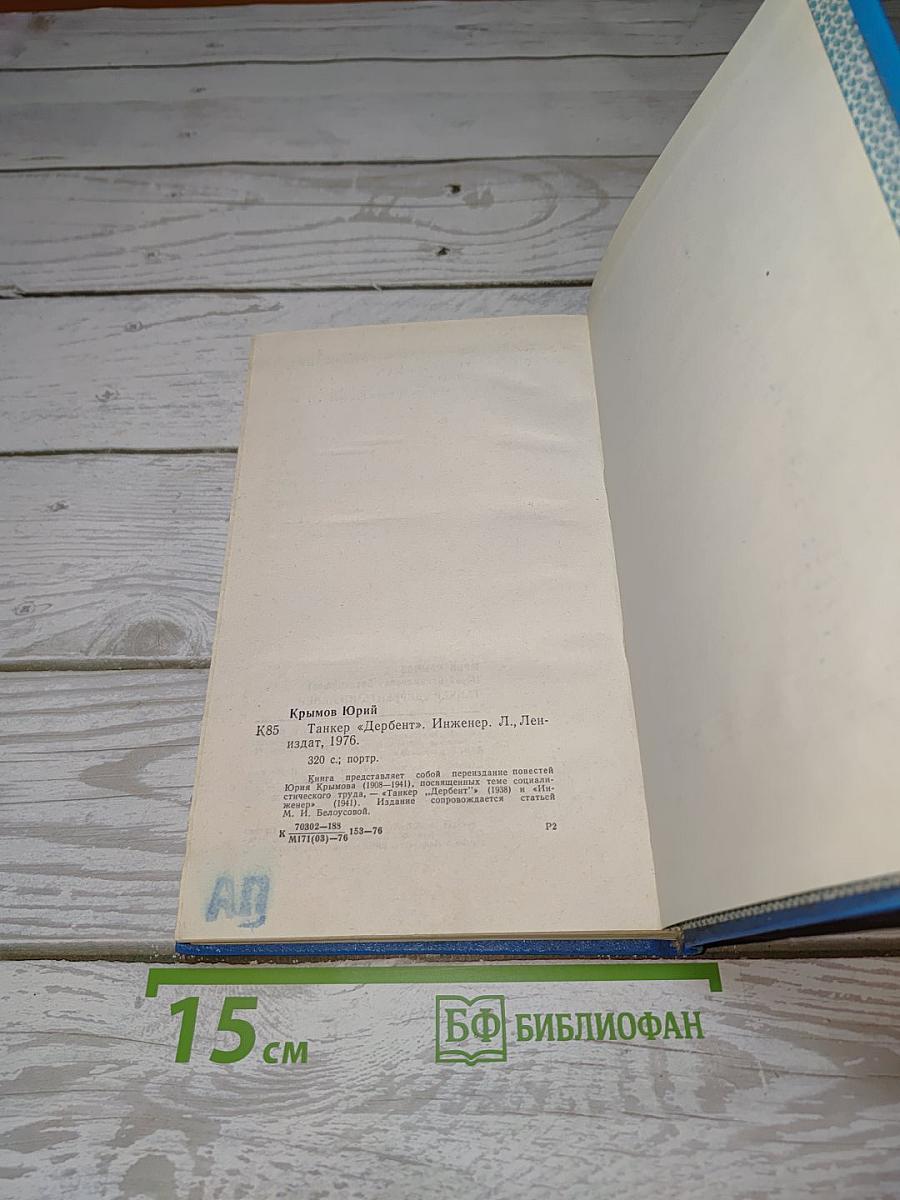 Крымов Юрий
К85 Танкер «Дербент». Инженер. Л., Лен-
издат, 1976.
320 с.; портр.
Книга представляет собой переиздание повестей
Юрия Крымова (1908—1941), посвященных теме социали-
стического труда, — «Танкер „Дербент"» (1938) и «Ин-
женер» (1941). Издание сопровождается статьей
М. И. Белоусовой.
К 70302—188 153—76 Р2
М171(03)—76
АП
15 см БФ БИБЛИОФАН